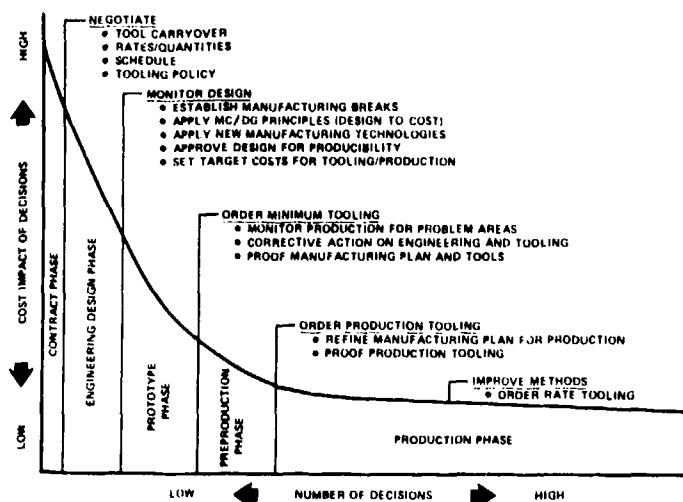 NEGOTIATE
• TOOL CARRYOVER
• RATES/QUANTITIES
• SCHEDULE
• TOOLING POLICY
MONITOR DESIGN
• ESTABLISH MANUFACTURING BREAKS
• APPLY MC/DG PRINCIPLES (DESIGN TO COST)
• APPLY NEW MANUFACTURING TECHNOLOGIES
• APPROVE DESIGN FOR PRODUCIBILITY
• SET TARGET COSTS FOR TOOLING/PRODUCTION
ORDER MINIMUM TOOLING
• MONITOR PRODUCTION FOR PROBLEM AREAS
• CORRECTIVE ACTION ON ENGINEERING AND TOOLING
• PROOF MANUFACTURING PLAN AND TOOLS
ORDER PRODUCTION TOOLING
• REFINE MANUFACTURING PLAN FOR PRODUCTION
• PROOF PRODUCTION TOOLING
IMPROVE METHODS
• ORDER RATE TOOLING
HIGH
COST IMPACT OF DECISIONS
LOW
CONTRACT PHASE
ENGINEERING DESIGN PHASE
PROTOTYPE
PHASE
PREPRODUCTION
PHASE
PRODUCTION PHASE
LOW
NUMBER OF DECISIONS
HIGH